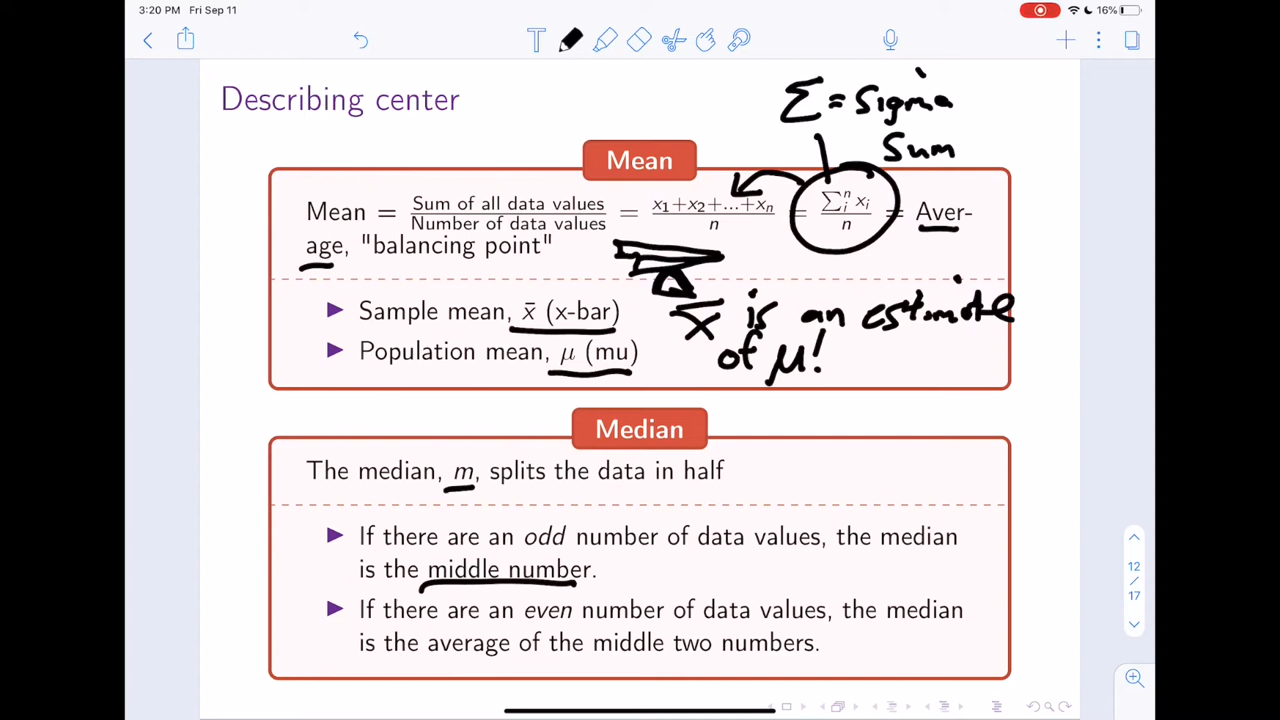 3:20 PM Fri Sep 11
16%
T
Describing center
Σ = Sigma
Sum
Mean
Mean = Sum of all data values / Number of data values = x₁+x₂+...+xₙ / n = ∑ᵢⁿ xᵢ / n = Aver-
age, "balancing point"
▶ Sample mean, x̄ (x-bar)
▶ Population mean, μ (mu)
x̄ is an estimate
of μ!
Median
The median, m, splits the data in half
▶ If there are an odd number of data values, the median
is the middle number.
▶ If there are an even number of data values, the median
is the average of the middle two numbers.
12
/
17